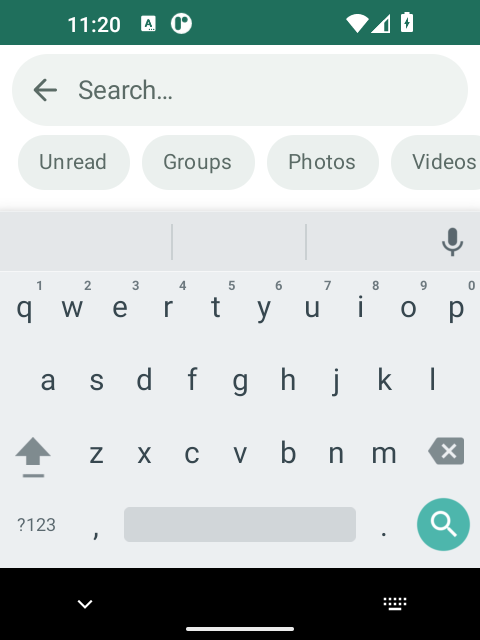 11:20
Search…
Unread Groups Photos Videos
1 2 3 4 5 6 7 8 9 0
q w e r t y u i o p
a s d f g h j k l
z x c v b n m
?123 , .